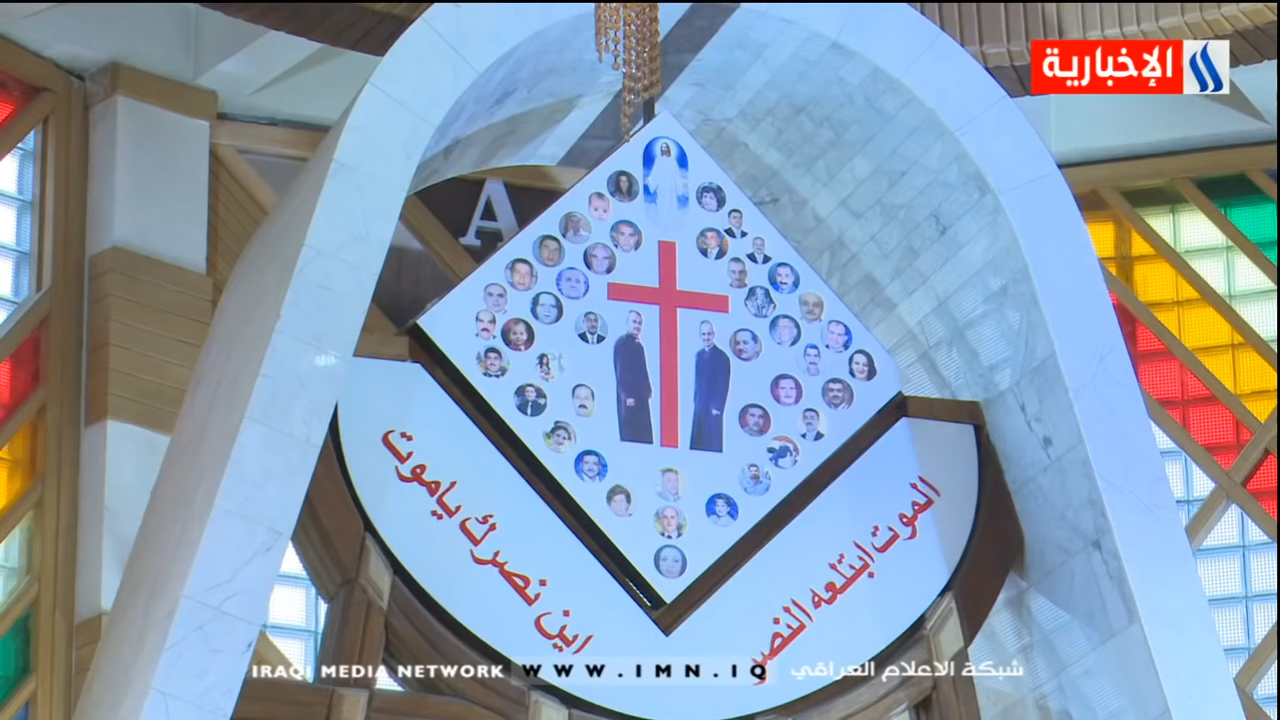 الإخبارية
A
الموت ابتلعه النصر
اين نصرك ياموت
IRAQI MEDIA NETWORK
WWW.IMN.IQ
شبكة الاعلام العراقي